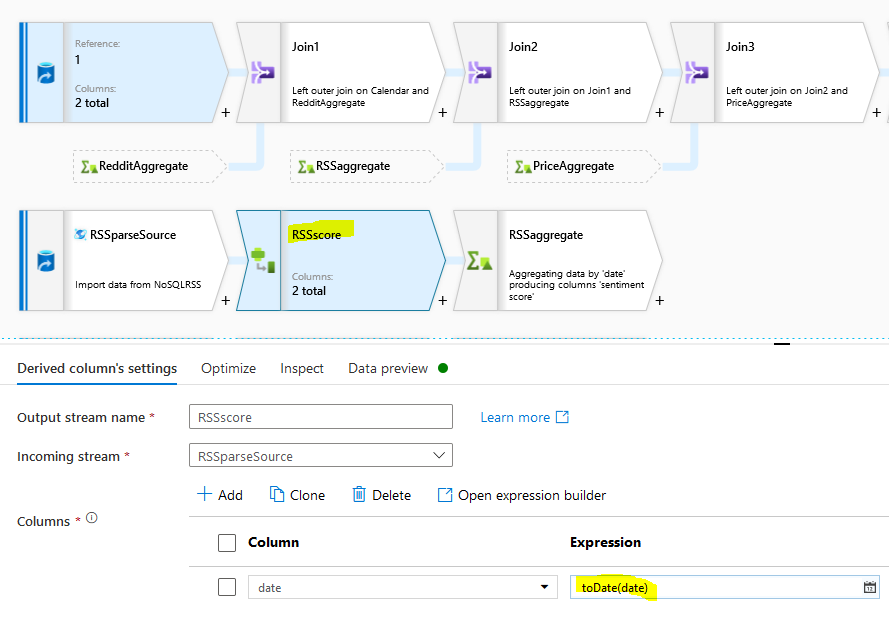 Reference:
1
Columns:
2 total
Join1
Left outer join on Calendar and
RedditAggregate
Join2
Left outer join on Join1 and
RSSaggregate
Join3
Left outer join on Join2 and
PriceAggregate
+
+
+
+
RedditAggregate
RSSaggregate
PriceAggregate
RSSparseSource
Import data from NoSQLRSS
RSSscore
Columns:
2 total
RSSaggregate
Aggregating data by 'date'
producing columns 'sentiment
score'
+
+
+
Derived column's settings
Optimize
Inspect
Data preview
Output stream name *
RSSscore
Learn more
Incoming stream *
RSSparseSource
+ Add
Clone
Delete
Open expression builder
Columns *
Column
Expression
date
toDate(date)